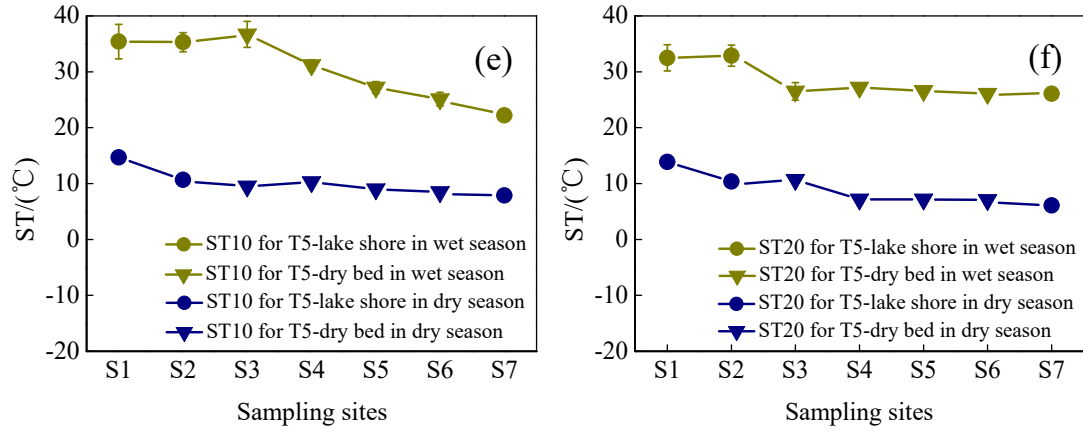 (e)
ST/(℃)
40
30
20
10
0
-10
-20
ST10 for T5-lake shore in wet season
ST10 for T5-dry bed in wet season
ST10 for T5-lake shore in dry season
ST10 for T5-dry bed in dry season
S1 S2 S3 S4 S5 S6 S7
Sampling sites
(f)
ST/(℃)
40
30
20
10
0
-10
-20
ST20 for T5-lake shore in wet season
ST20 for T5-dry bed in wet season
ST20 for T5-lake shore in dry season
ST20 for T5-dry bed in dry season
S1 S2 S3 S4 S5 S6 S7
Sampling sites